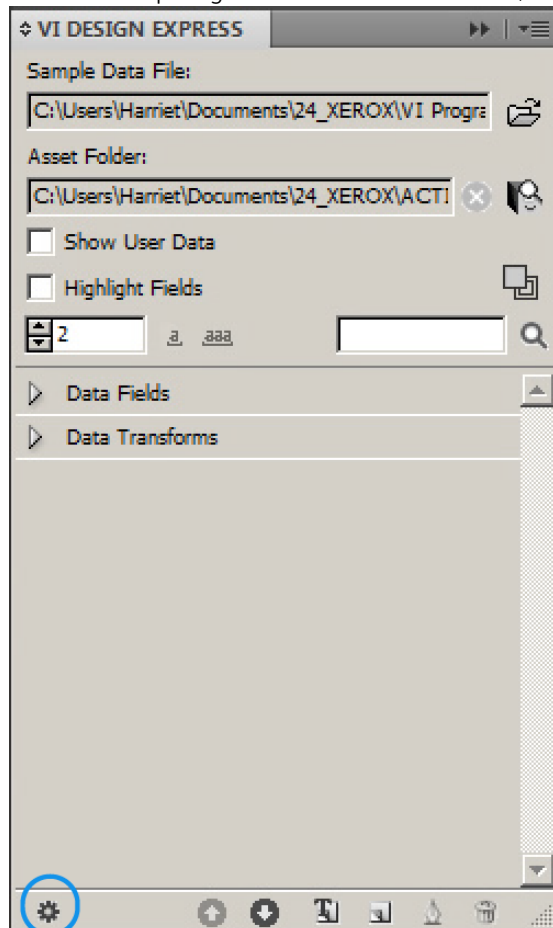 VI DESIGN EXPRESS
Sample Data File:
C:\Users\Harriet\Documents\24_XEROX\VI Progra
Asset Folder:
C:\Users\Harriet\Documents\24_XEROX\ACTI
Show User Data
Highlight Fields
2 a aaa
Data Fields
Data Transforms
T